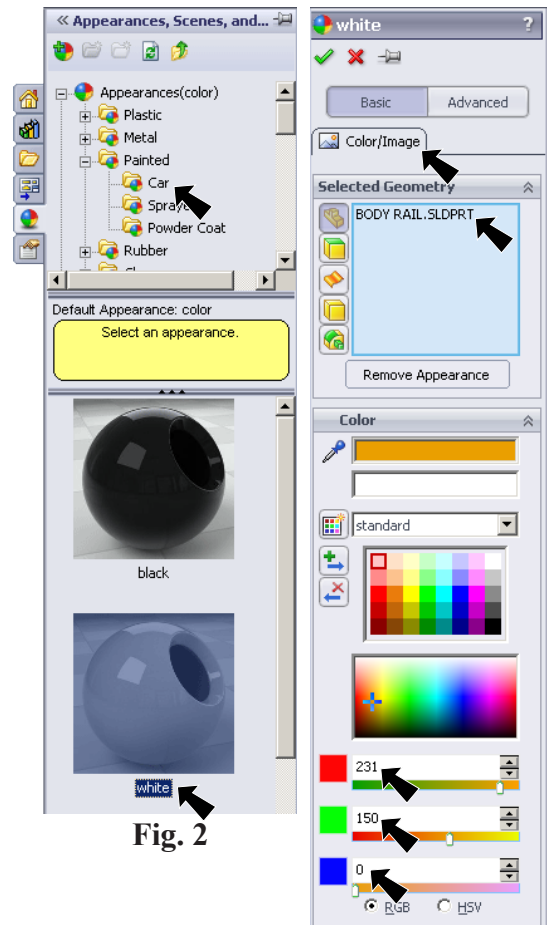 Appearances, Scenes, and...
Appearances(color)
Plastic
Metal
Painted
Car
Spraye
Powder Coat
Rubber
Default Appearance: color
Select an appearance.
black
white
Fig. 2
white ?
Basic Advanced
Color/Image
Selected Geometry
BODY RAIL.SLDPRT
Remove Appearance
Color
standard
231
150
0
RGB HSV